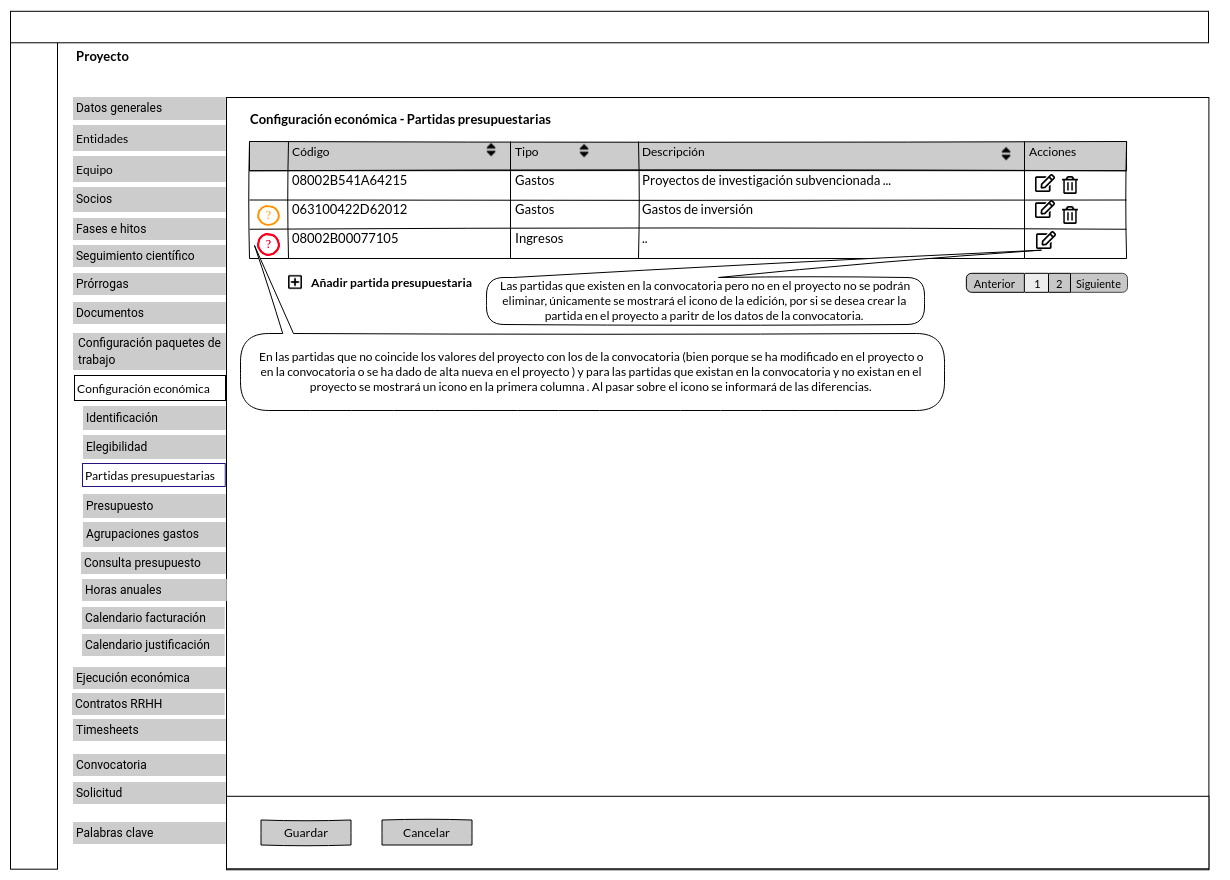 Proyecto
Datos generales
Entidades
Equipo
Socios
Fases e hitos
Seguimiento científico
Prórrogas
Documentos
Configuración paquetes de
trabajo
Configuración económica
Identificación
Elegibilidad
Partidas presupuestarias
Presupuesto
Agrupaciones gastos
Consulta presupuesto
Horas anuales
Calendario facturación
Calendario justificación
Ejecución económica
Contratos RRHH
Timesheets
Convocatoria
Solicitud
Palabras clave
Configuración económica - Partidas presupuestarias
Código Tipo Descripción Acciones
08002B541A64215 Gastos Proyectos de investigación subvencionada ...
? 063100422D62012 Gastos Gastos de inversión
? 08002B00077105 Ingresos ..
Añadir partida presupuestaria
Anterior 1 2 Siguiente
Las partidas que existen en la convocatoria pero no en el proyecto no se podrán
eliminar, únicamente se mostrará el icono de la edición, por si se desea crear la
partida en el proyecto a paritr de los datos de la convocatoria.
En las partidas que no coincide los valores del proyecto con los de la convocatoria (bien porque se ha modificado en el proyecto o
en la convocatoria o se ha dado de alta nueva en el proyecto ) y para las partidas que existan en la convocatoria y no existan en el
proyecto se mostrará un icono en la primera columna . Al pasar sobre el icono se informará de las diferencias.
Guardar Cancelar